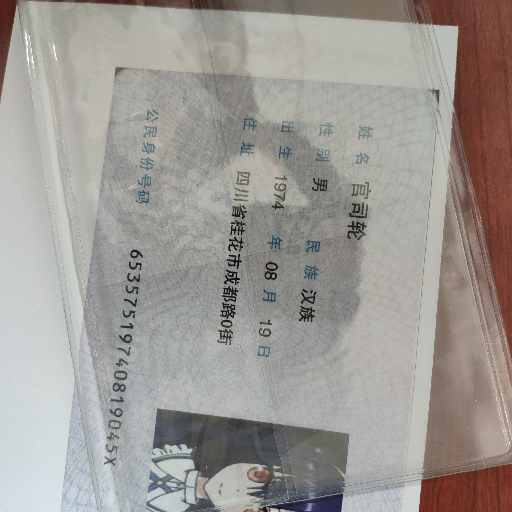 姓名 官司轮
性别 男 民族 汉族
出生 1974 年 08 月 19 日
住址 四川省桂花市成都路0街
公民身份号码 65357519740819045X